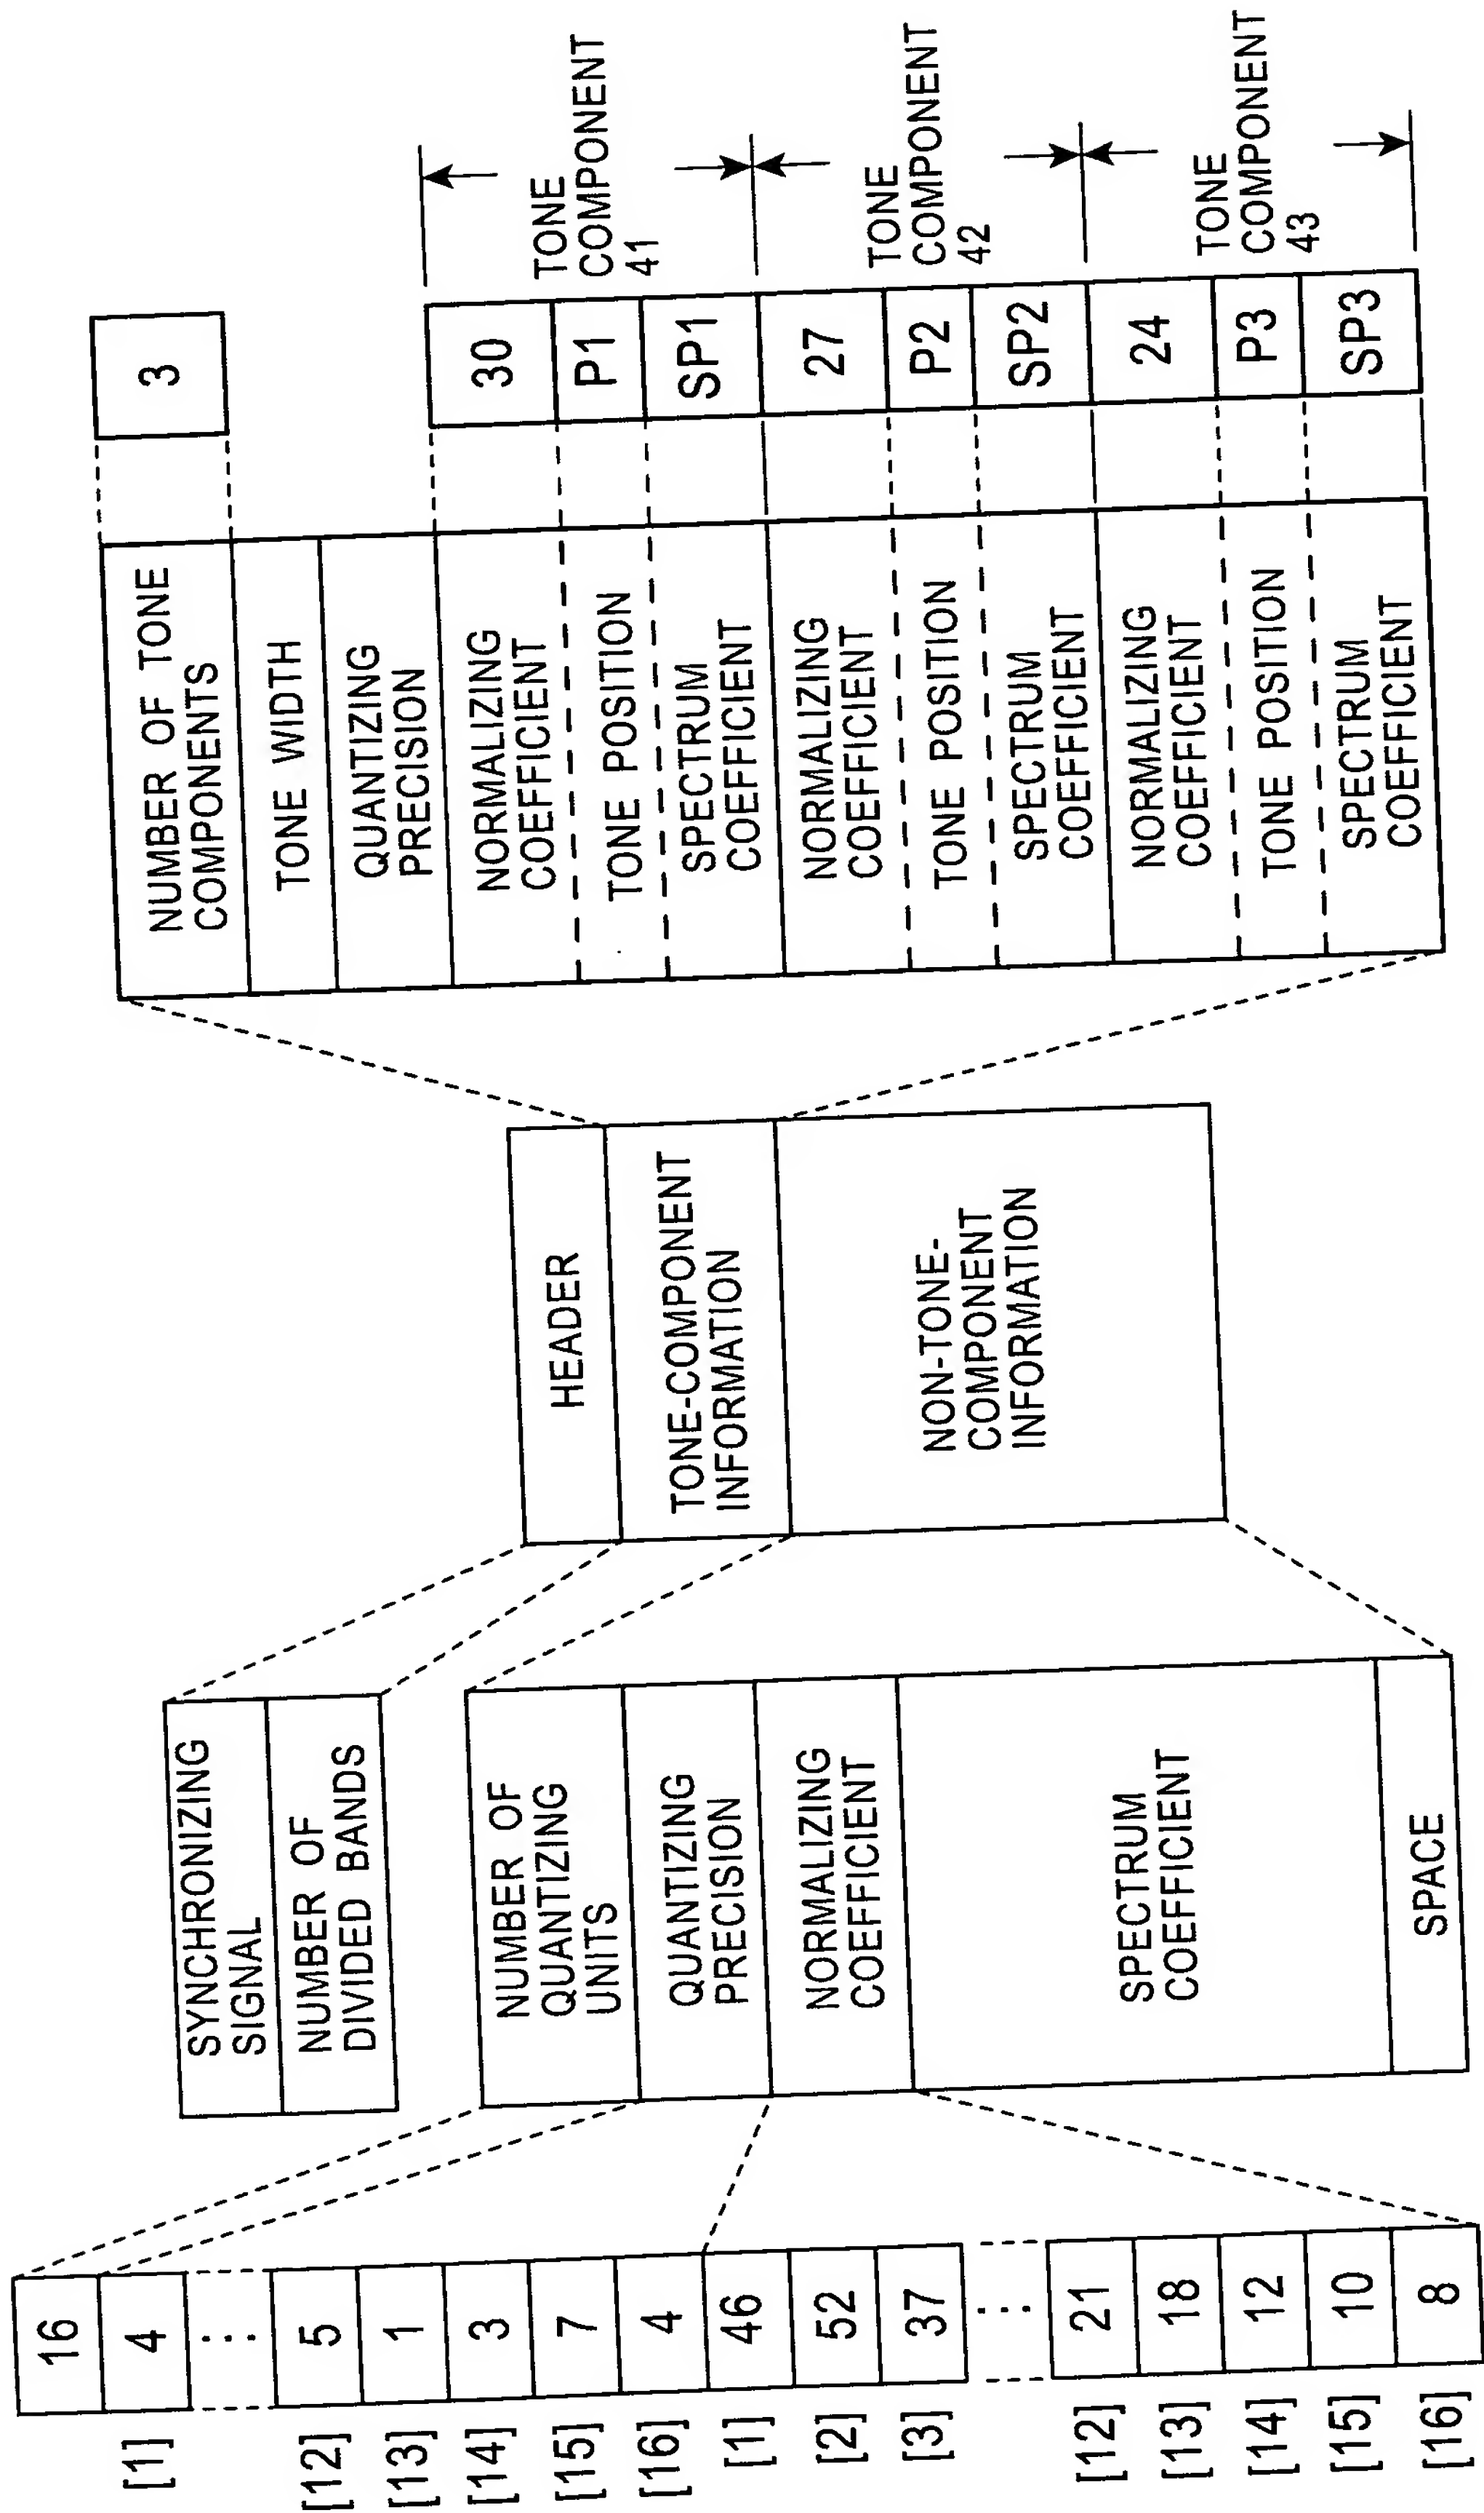 16
4
...
5
1
3
7
4
46
52
37
...
21
18
12
10
8
[1]
[12]
[13]
[14]
[15]
[16]
[1]
[2]
[3]
[12]
[13]
[14]
[15]
[16]
SYNCHRONIZING
SIGNAL
NUMBER OF
DIVIDED BANDS
NUMBER OF
QUANTIZING
UNITS
QUANTIZING
PRECISION
NORMALIZING
COEFFICIENT
SPECTRUM
COEFFICIENT
SPACE
HEADER
TONE-COMPONENT
INFORMATION
NON-TONE-
COMPONENT
INFORMATION
NUMBER OF TONE
COMPONENTS
TONE WIDTH
QUANTIZING
PRECISION
NORMALIZING
COEFFICIENT
TONE POSITION
SPECTRUM
COEFFICIENT
NORMALIZING
COEFFICIENT
TONE POSITION
SPECTRUM
COEFFICIENT
NORMALIZING
COEFFICIENT
TONE POSITION
SPECTRUM
COEFFICIENT
3
30
P1
SP1
27
P2
SP2
24
P3
SP3
TONE
COMPONENT
41
TONE
COMPONENT
42
TONE
COMPONENT
43